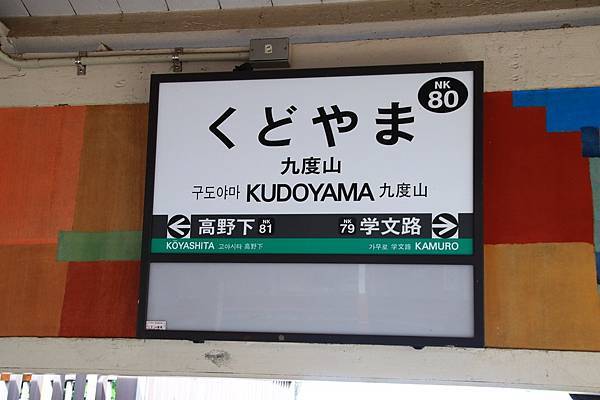 NK
80
くどやま
九度山
구도야마 KUDOYAMA 九度山
高野下 NK 81 NK 79 学文路
KŌYASHITA 고야시타 高野下 가무로 学文路 KAMURO